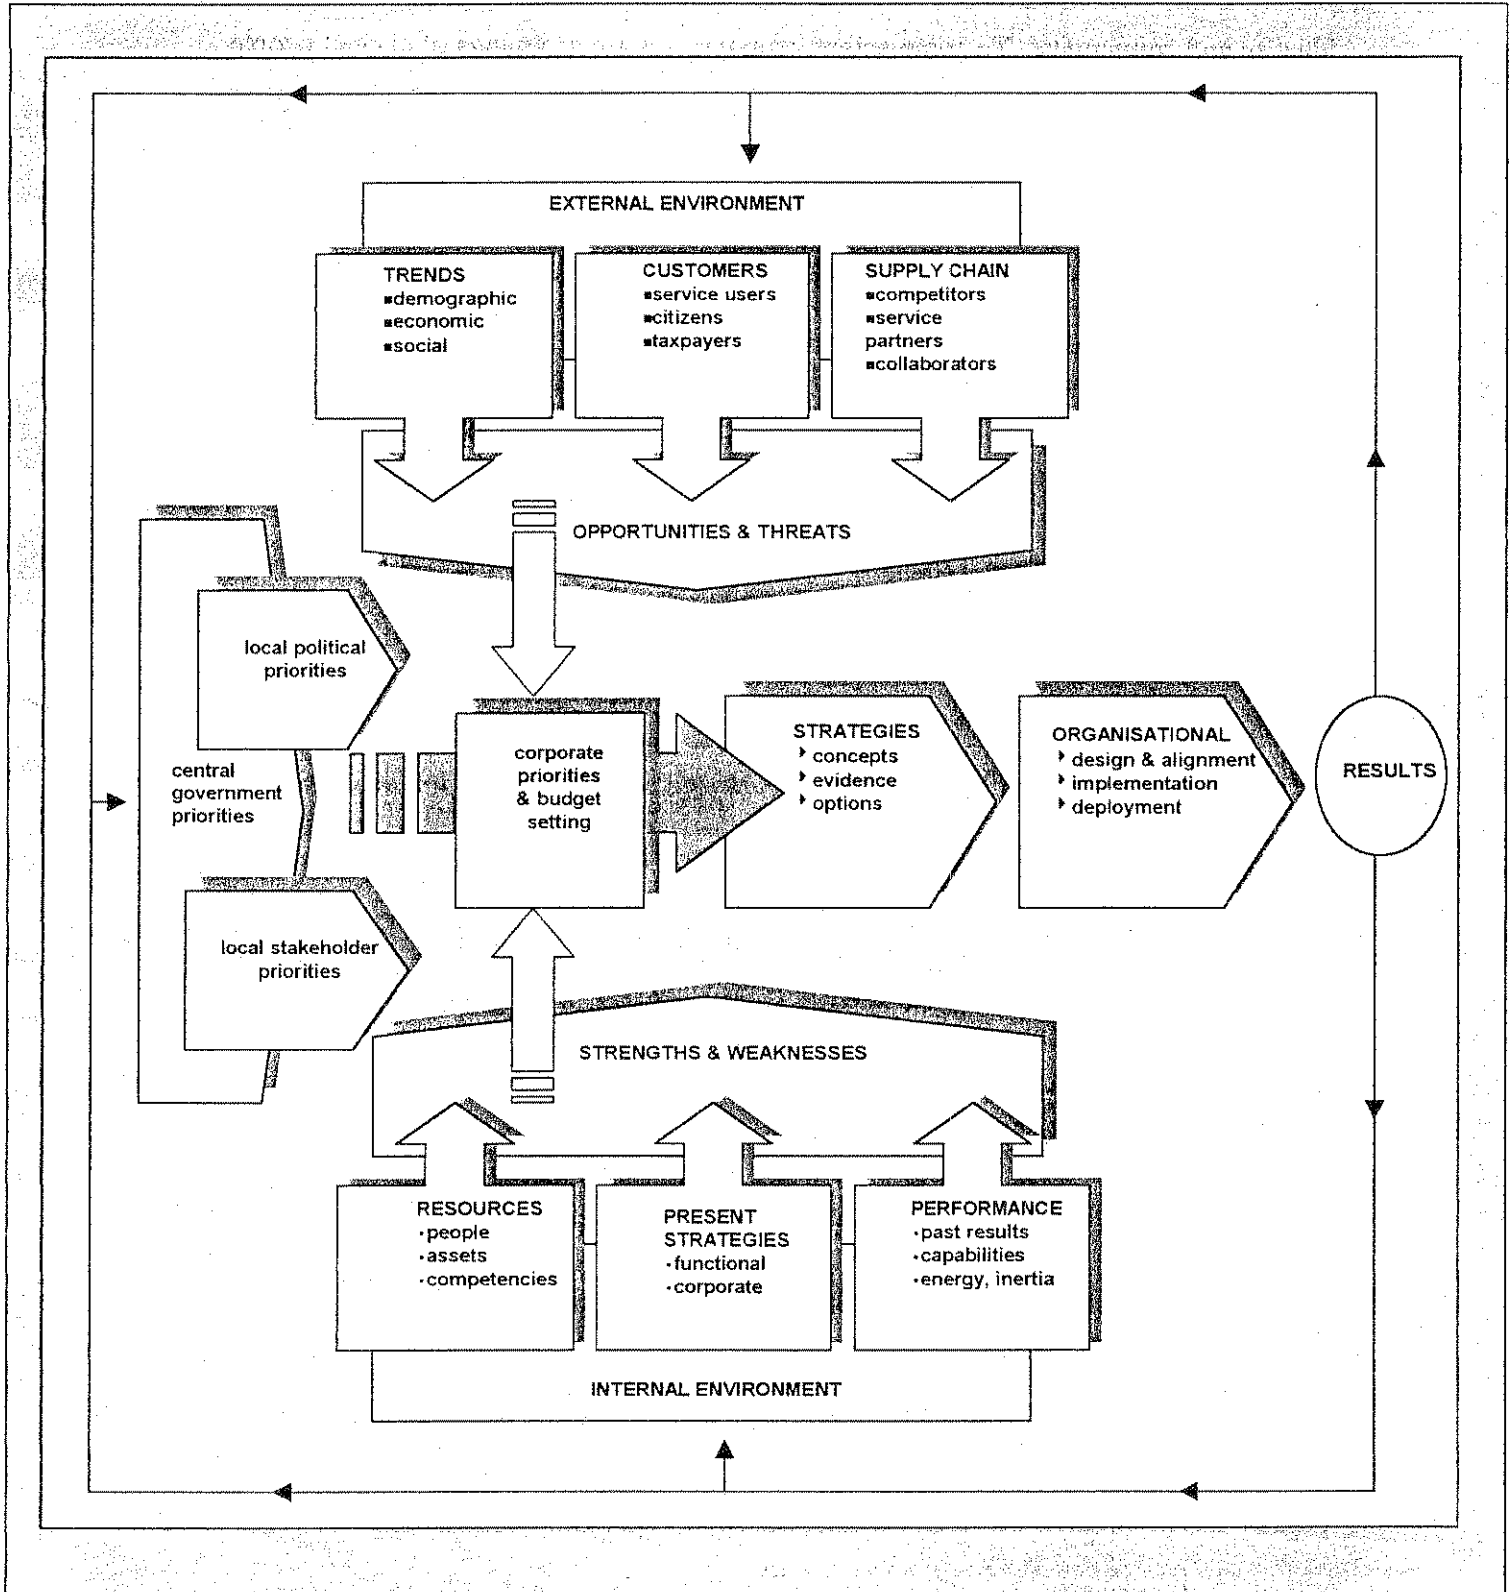 EXTERNAL ENVIRONMENT
TRENDS
▪demographic
▪economic
▪social
CUSTOMERS
▪service users
▪citizens
▪taxpayers
SUPPLY CHAIN
▪competitors
▪service
partners
▪collaborators
OPPORTUNITIES & THREATS
local political
priorities
central
government
priorities
local stakeholder
priorities
corporate
priorities
& budget
setting
STRATEGIES
‣ concepts
‣ evidence
‣ options
ORGANISATIONAL
‣ design & alignment
‣ implementation
‣ deployment
RESULTS
STRENGTHS & WEAKNESSES
RESOURCES
·people
·assets
·competencies
PRESENT
STRATEGIES
·functional
·corporate
PERFORMANCE
·past results
·capabilities
·energy, inertia
INTERNAL ENVIRONMENT